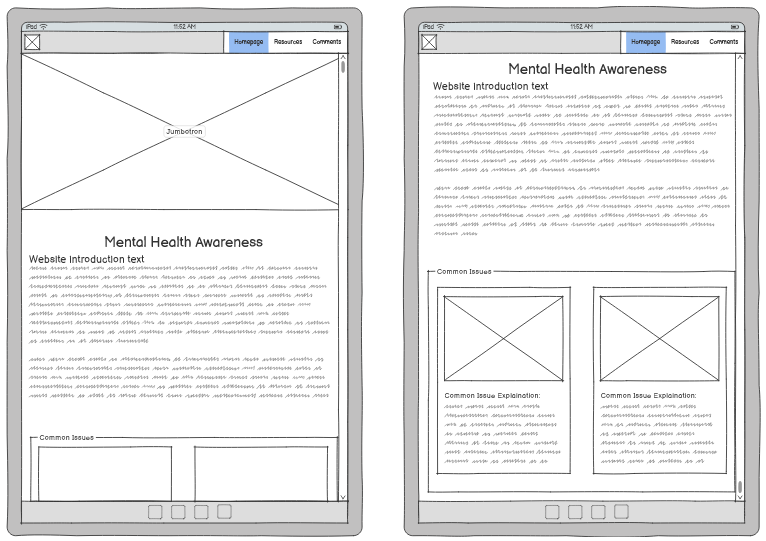 iPad
11:52 AM
Homepage
Resources
Comments
Jumbotron
Mental Health Awareness
Website Introduction text
Common Issues
iPad
11:52 AM
Homepage
Resources
Comments
Mental Health Awareness
Website Introduction text
Common Issues
Common Issue Explaination:
Common Issue Explaination: